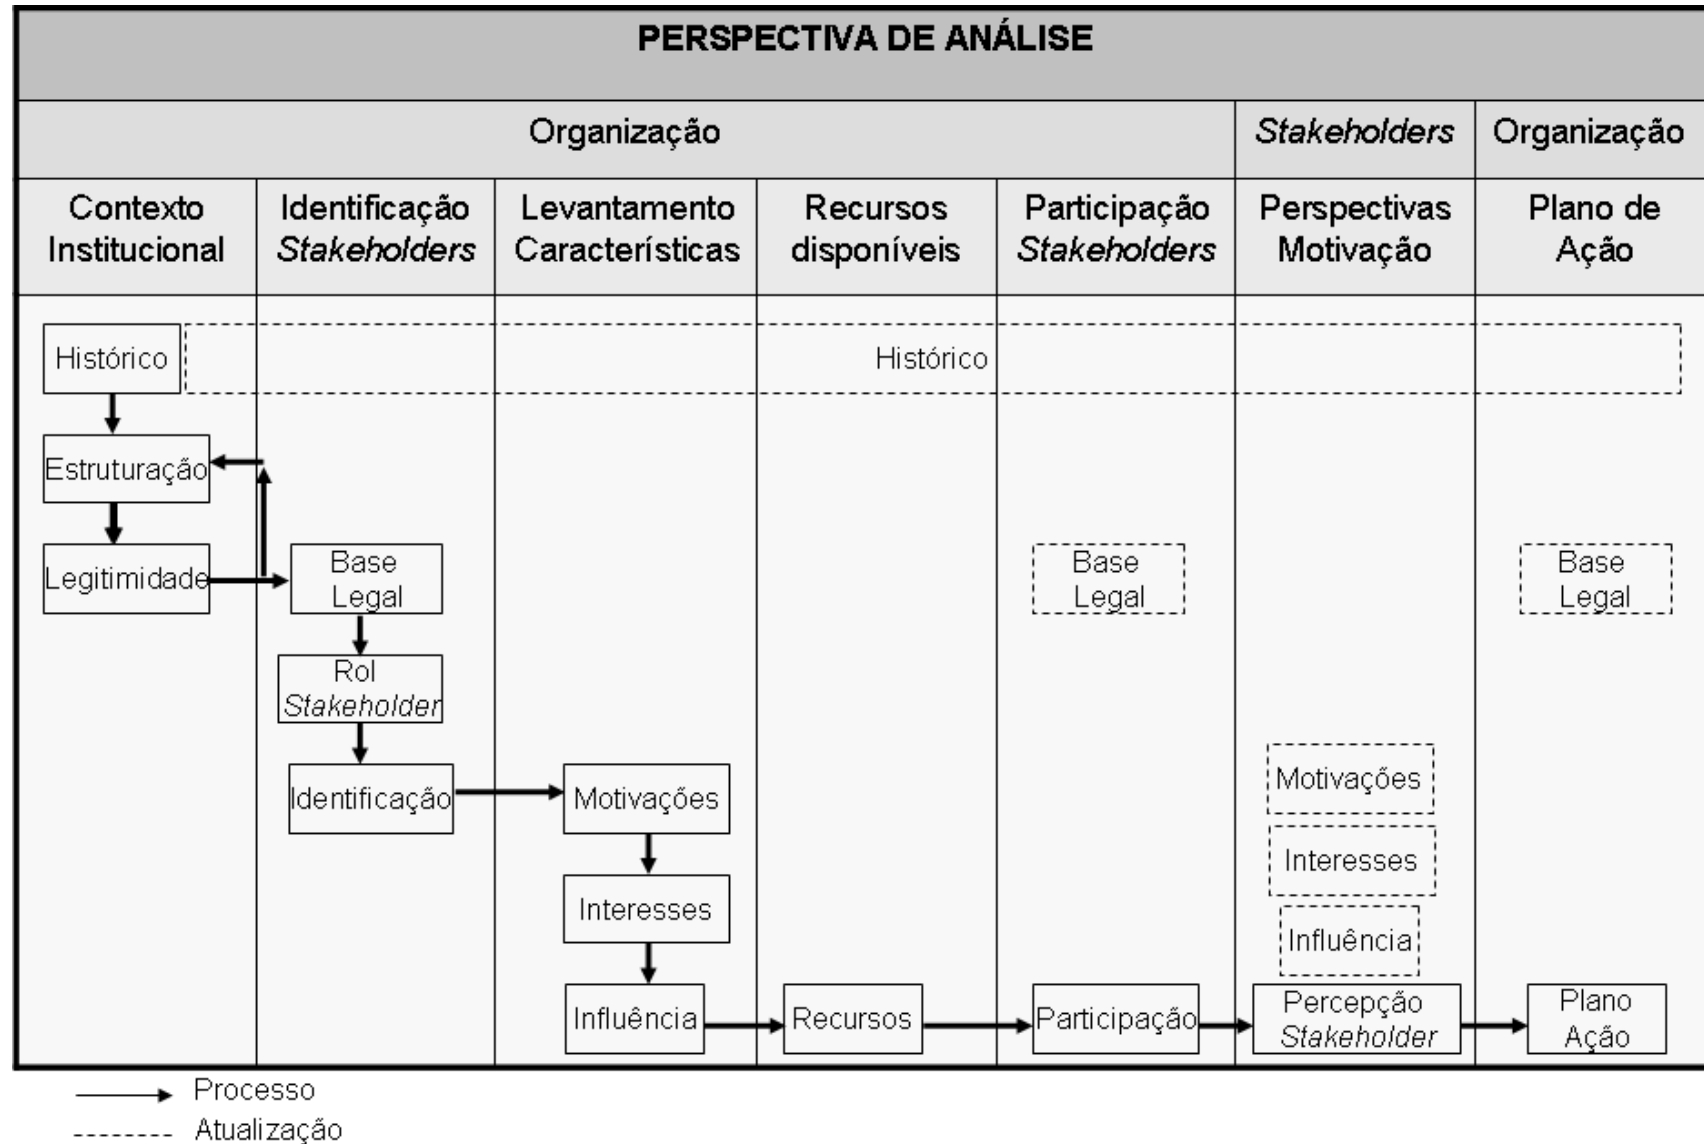 PERSPECTIVA DE ANÁLISE
Organização
Stakeholders
Organização
Contexto
Institucional
Identificação
Stakeholders
Levantamento
Características
Recursos
disponíveis
Participação
Stakeholders
Perspectivas
Motivação
Plano de
Ação
Histórico
Histórico
Estruturação
Legitimidade
Base
Legal
Base
Legal
Base
Legal
Rol
Stakeholder
Identificação
Motivações
Motivações
Interesses
Interesses
Influência
Influência
Recursos
Participação
Percepção
Stakeholder
Plano
Ação
Processo
Atualização